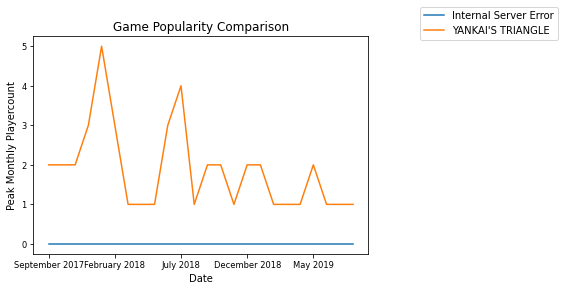 Internal Server Error
YANKAI'S TRIANGLE
Game Popularity Comparison
Peak Monthly Playercount
5
4
3
2
1
0
September 2017 February 2018 July 2018 December 2018 May 2019
Date